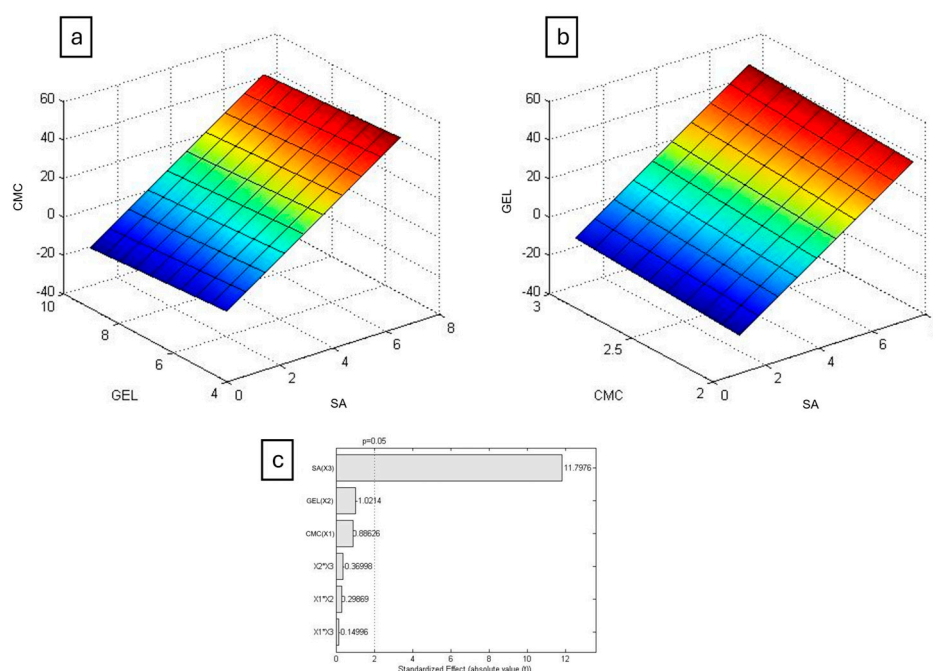 a
CMC
60
40
20
0
-20
-40
10
8
6
4
GEL
0
2
4
6
8
SA
b
GEL
60
40
20
0
-20
-40
3
2.5
2
CMC
0
2
4
6
SA
c
p=0.05
SA(X3)
11.7976
GEL(X2)
-1.0214
CMC(X1)
0.88626
X2*X3
-0.36998
X1*X2
0.29869
X1*X3
-0.14996
0 2 4 6 8 10 12
Standardized Effect (absolute value (t))